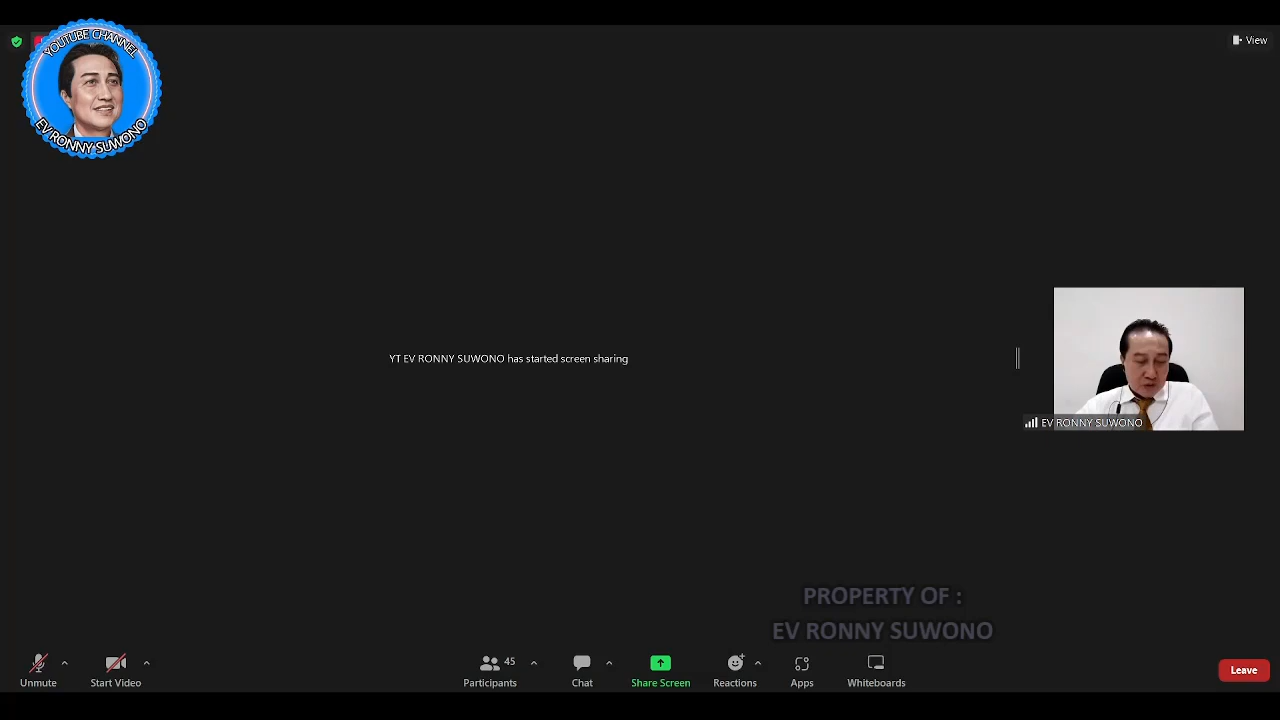 YOUTUBE CHANNEL
EV RONNY SUWONO
View
YT EV RONNY SUWONO has started screen sharing
EV RONNY SUWONO
PROPERTY OF :
EV RONNY SUWONO
45
Unmute
Start Video
Participants
Chat
Share Screen
Reactions
Apps
Whiteboards
Leave